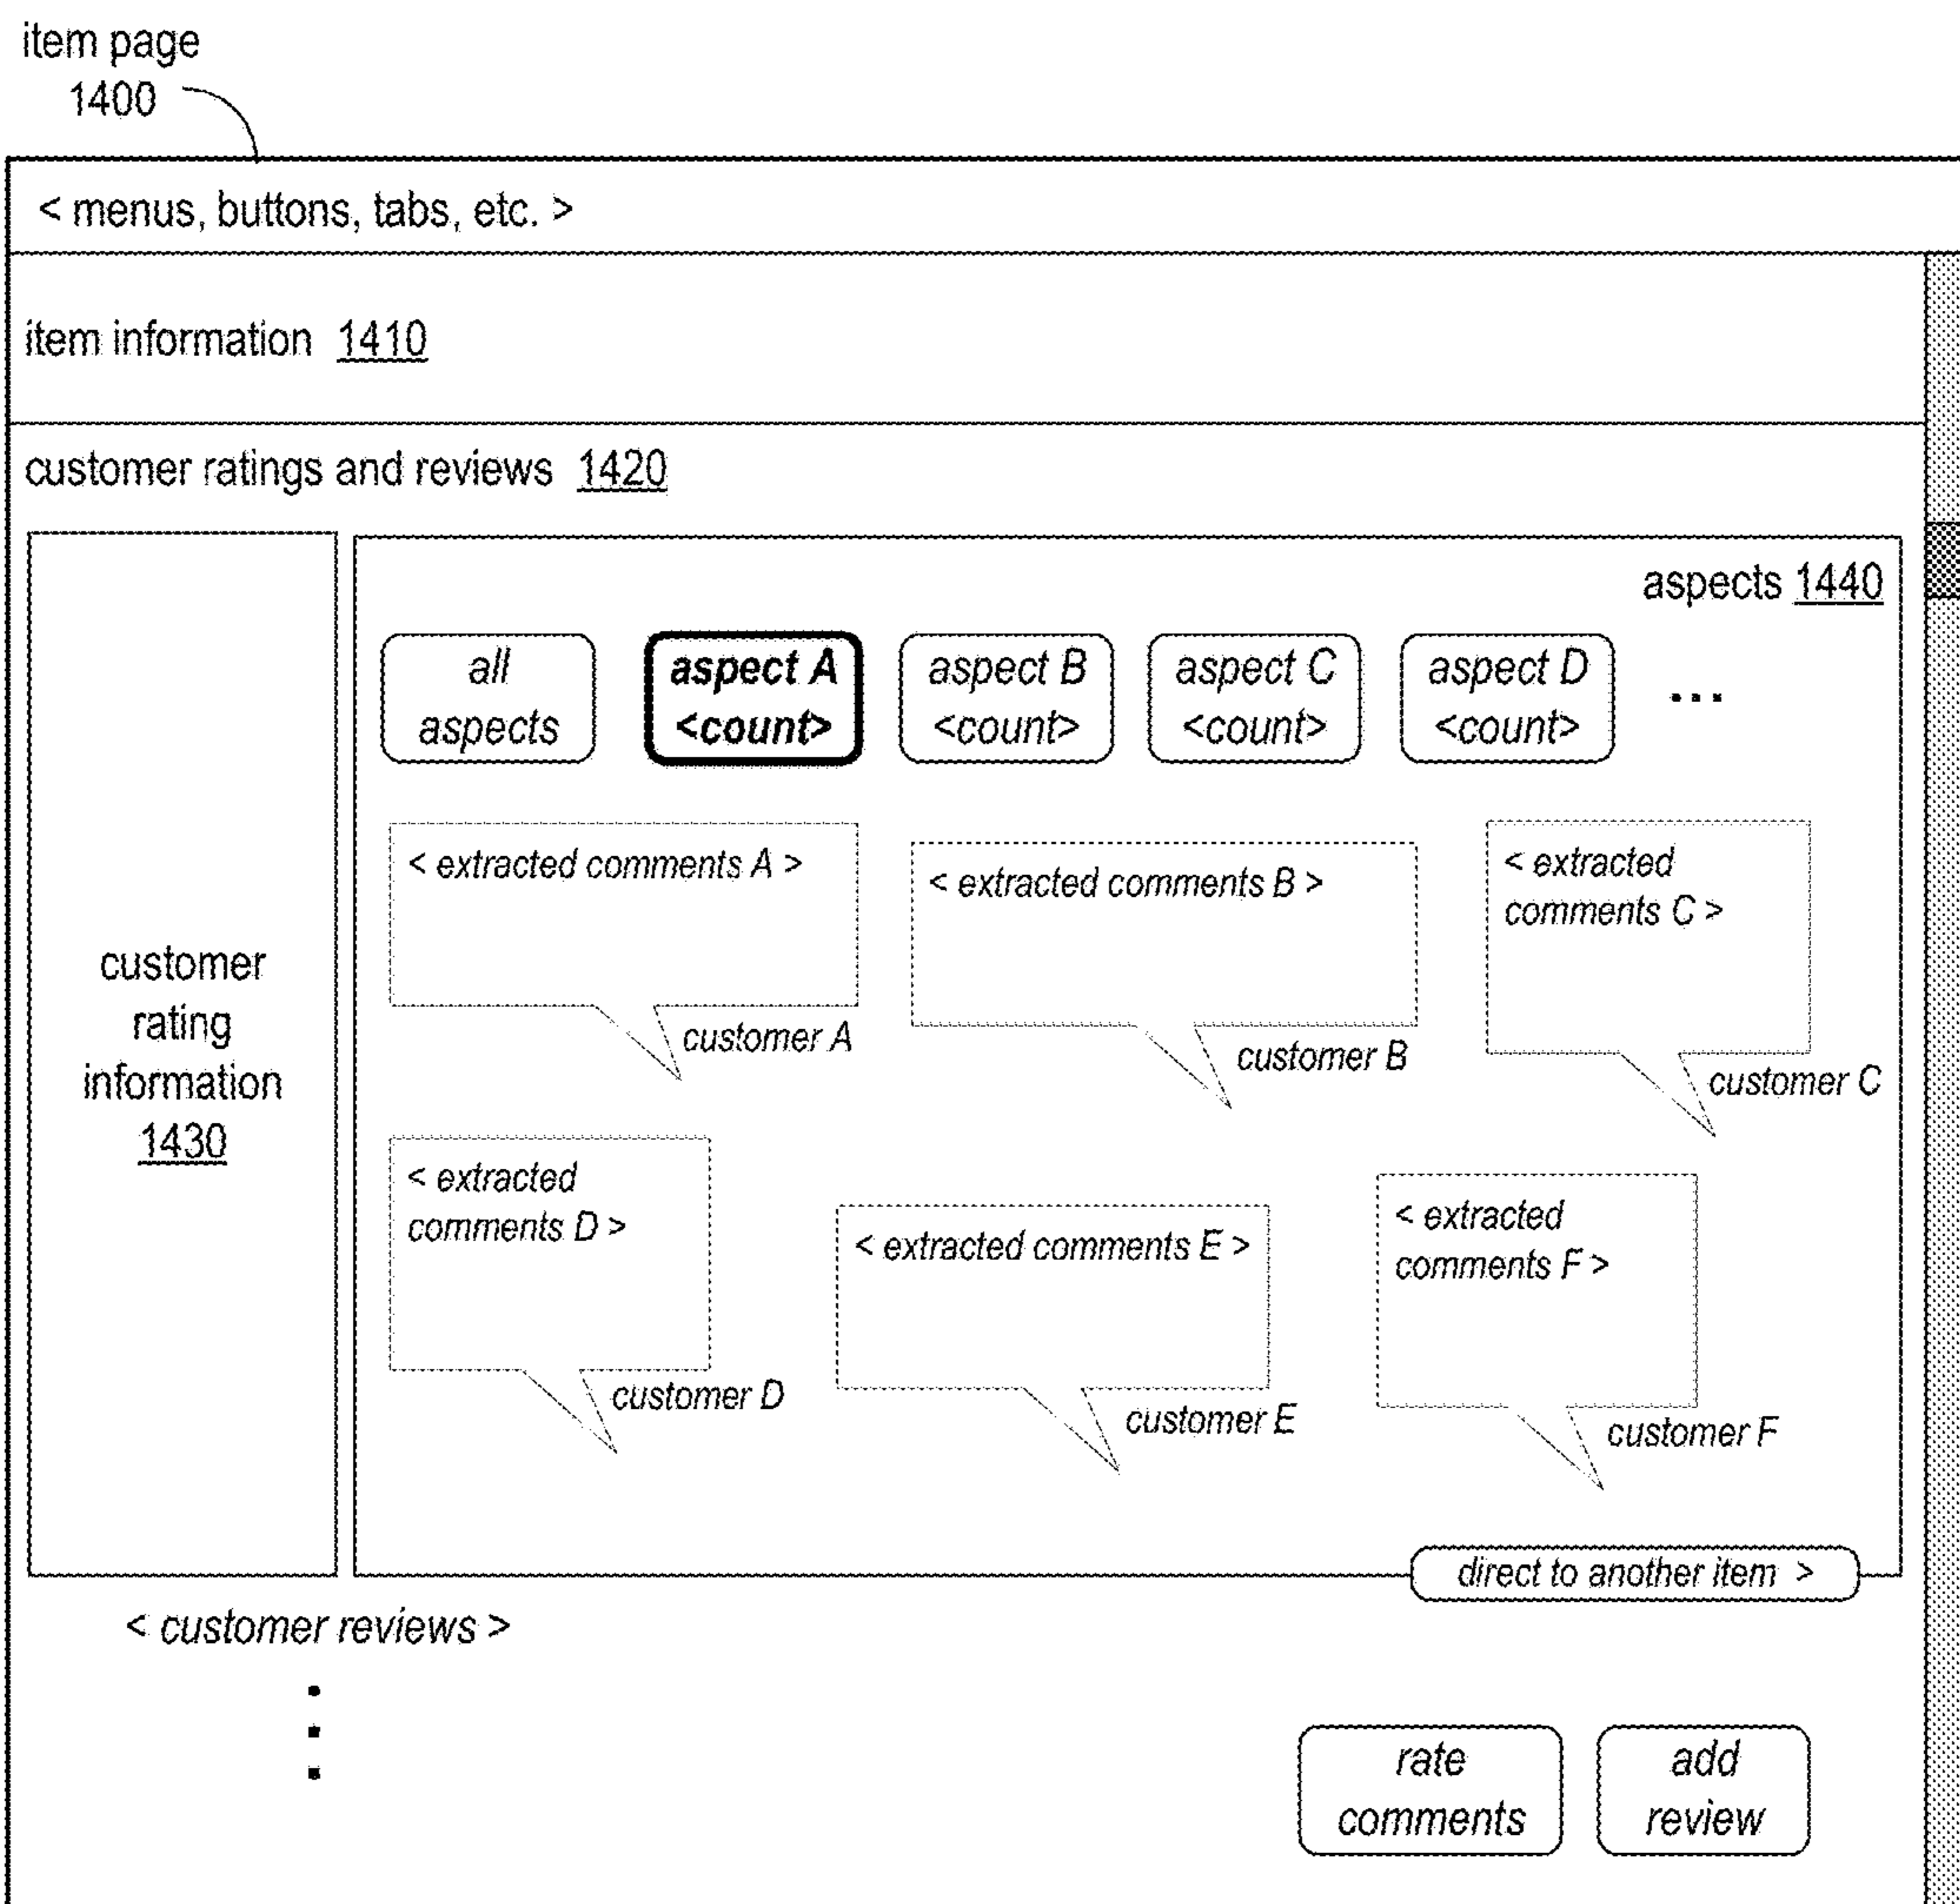 item page
1400
< menus, buttons, tabs, etc. >
item information 1410
customer ratings and reviews 1420
customer
rating
information
1430
aspects 1440
all
aspects
aspect A
<count>
aspect B
<count>
aspect C
<count>
aspect D
<count>
...
< extracted comments A >
customer A
< extracted comments B >
customer B
< extracted
comments C >
customer C
< extracted
comments D >
customer D
< extracted comments E >
customer E
< extracted
comments F >
customer F
direct to another item >
< customer reviews >
rate
comments
add
review